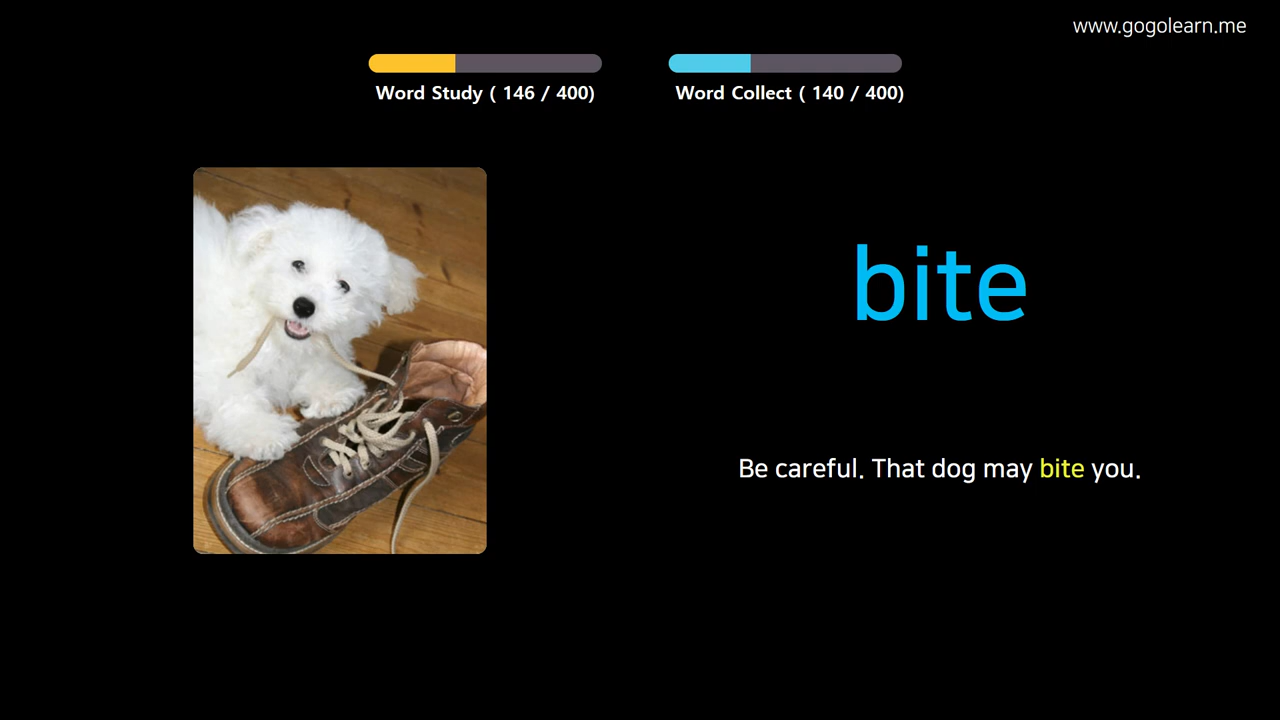 www.gogolearn.me
Word Study ( 146 / 400)
Word Collect ( 140 / 400)
bite
Be careful. That dog may bite you.